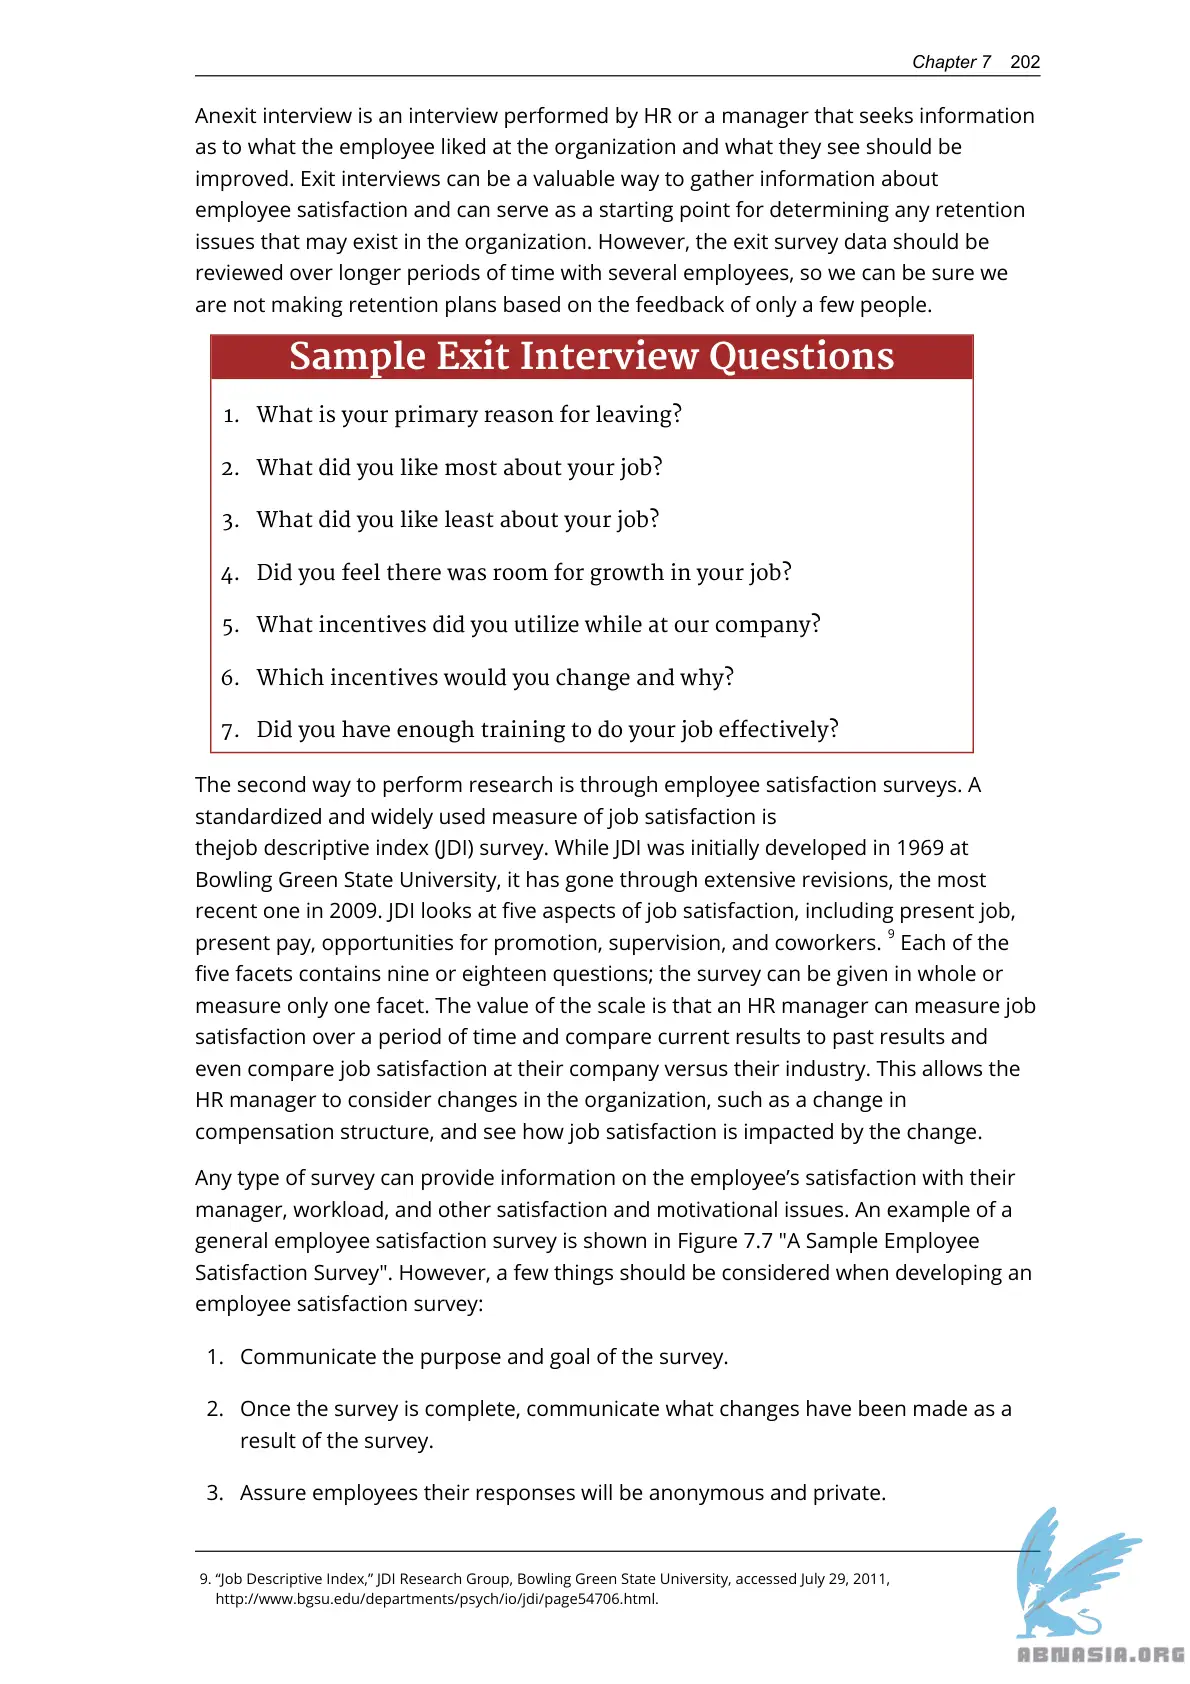 Chapter 7 202
Anexit interview is an interview performed by HR or a manager that seeks information
as to what the employee liked at the organization and what they see should be
improved. Exit interviews can be a valuable way to gather information about
employee satisfaction and can serve as a starting point for determining any retention
issues that may exist in the organization. However, the exit survey data should be
reviewed over longer periods of time with several employees, so we can be sure we
are not making retention plans based on the feedback of only a few people.
Sample Exit Interview Questions
1. What is your primary reason for leaving?
2. What did you like most about your job?
3. What did you like least about your job?
4. Did you feel there was room for growth in your job?
5. What incentives did you utilize while at our company?
6. Which incentives would you change and why?
7. Did you have enough training to do your job effectively?
The second way to perform research is through employee satisfaction surveys. A
standardized and widely used measure of job satisfaction is
thejob descriptive index (JDI) survey. While JDI was initially developed in 1969 at
Bowling Green State University, it has gone through extensive revisions, the most
recent one in 2009. JDI looks at five aspects of job satisfaction, including present job,
present pay, opportunities for promotion, supervision, and coworkers. 9 Each of the
five facets contains nine or eighteen questions; the survey can be given in whole or
measure only one facet. The value of the scale is that an HR manager can measure job
satisfaction over a period of time and compare current results to past results and
even compare job satisfaction at their company versus their industry. This allows the
HR manager to consider changes in the organization, such as a change in
compensation structure, and see how job satisfaction is impacted by the change.
Any type of survey can provide information on the employee’s satisfaction with their
manager, workload, and other satisfaction and motivational issues. An example of a
general employee satisfaction survey is shown in Figure 7.7 "A Sample Employee
Satisfaction Survey". However, a few things should be considered when developing an
employee satisfaction survey:
1. Communicate the purpose and goal of the survey.
2. Once the survey is complete, communicate what changes have been made as a
result of the survey.
3. Assure employees their responses will be anonymous and private.
9. “Job Descriptive Index,” JDI Research Group, Bowling Green State University, accessed July 29, 2011,
http://www.bgsu.edu/departments/psych/io/jdi/page54706.html.
ABNASIA.ORG